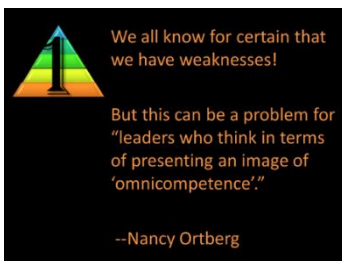 1
We all know for certain that
we have weaknesses!
But this can be a problem for
“leaders who think in terms
of presenting an image of
‘omnicompetence’.”
--Nancy Ortberg